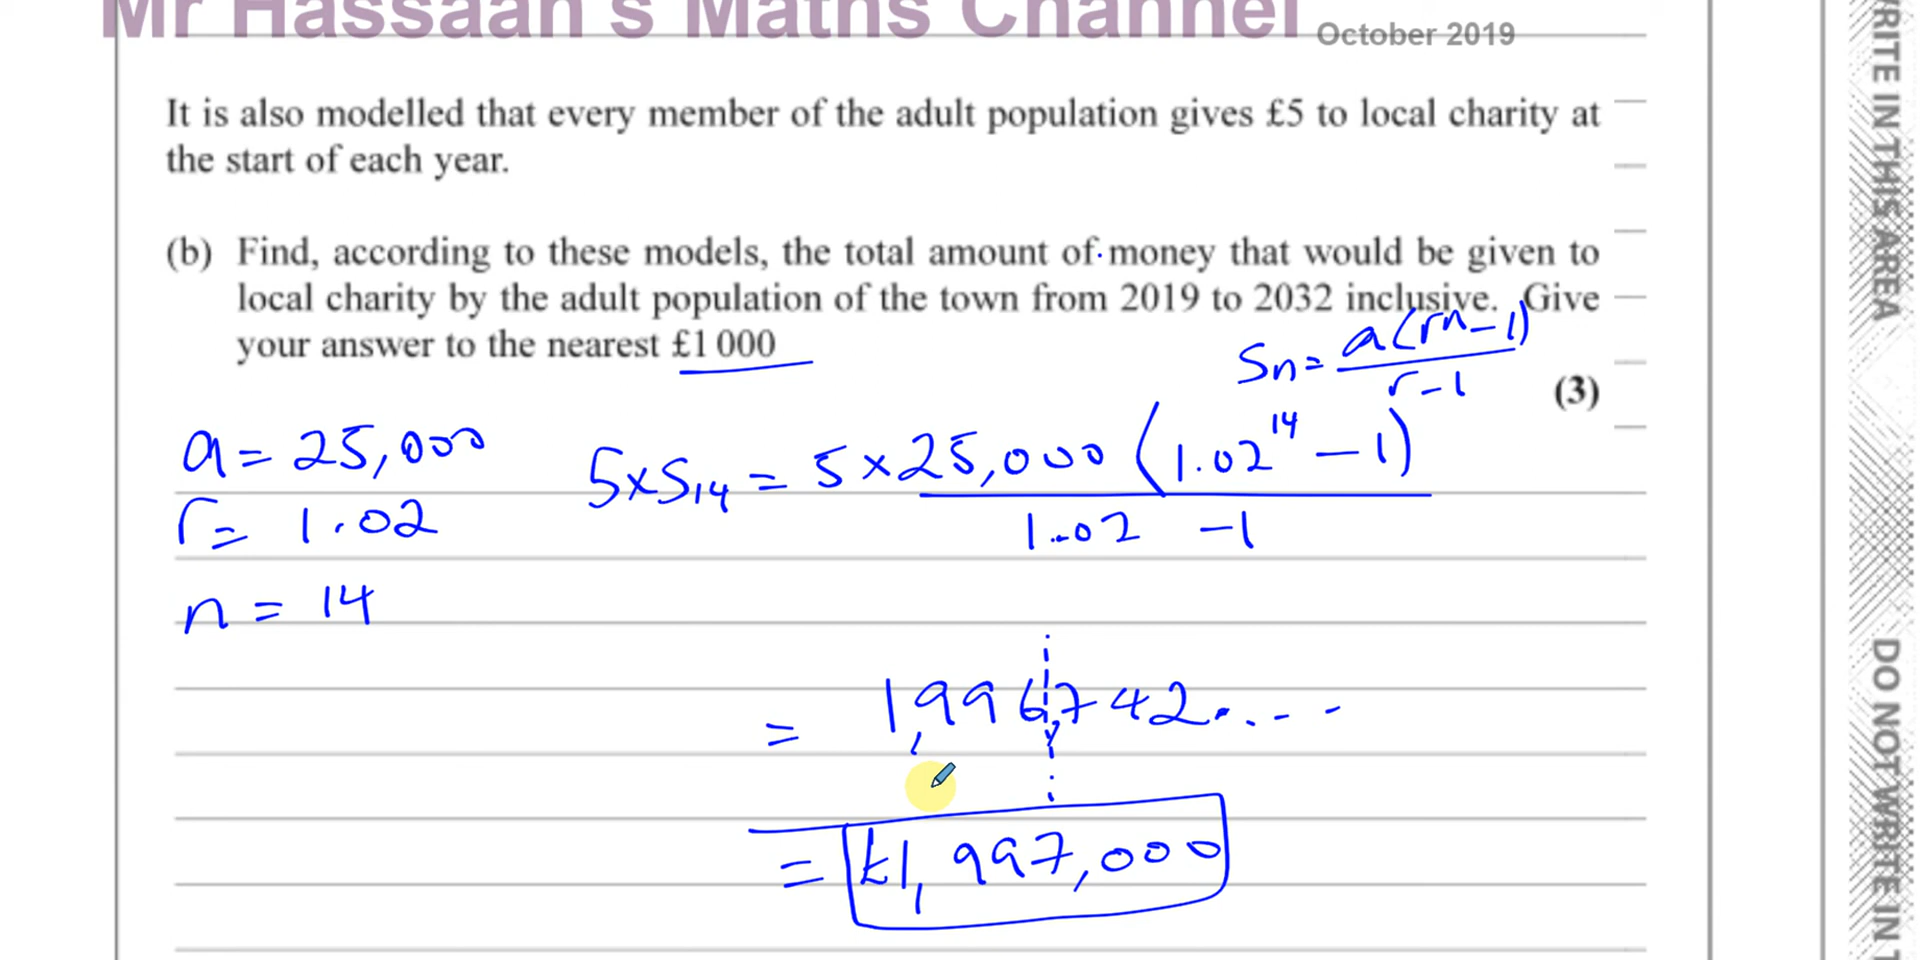 Mr Hassaan's Maths Channel
October 2019
It is also modelled that every member of the adult population gives £5 to local charity at
the start of each year.
(b) Find, according to these models, the total amount of money that would be given to
local charity by the adult population of the town from 2019 to 2032 inclusive. Give
your answer to the nearest £1 000
(3)
Sn = a(rn-1)
r-1
a = 25,000
r = 1.02
n = 14
5×S14 = 5×25,000 (1.02^14 - 1)
1.02 -1
= 1,996,742....
= £1,997,000
WRITE IN THIS AREA
DO NOT WRITE IN T